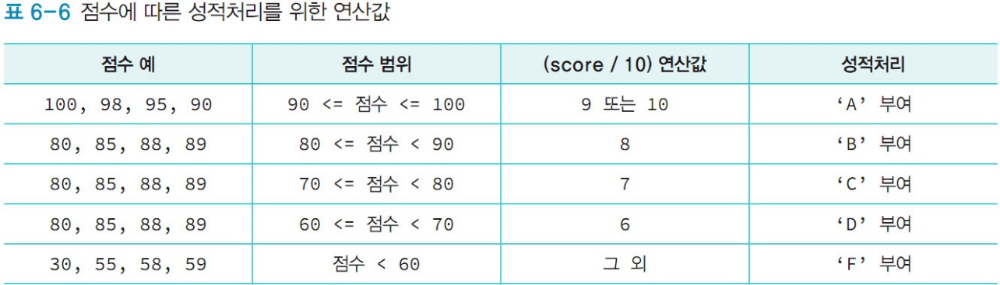 표 6-6 점수에 따른 성적처리를 위한 연산값
점수 예 점수 범위 (score / 10) 연산값 성적처리
100, 98, 95, 90 90 <= 점수 <= 100 9 또는 10 ‘A’ 부여
80, 85, 88, 89 80 <= 점수 < 90 8 ‘B’ 부여
80, 85, 88, 89 70 <= 점수 < 80 7 ‘C’ 부여
80, 85, 88, 89 60 <= 점수 < 70 6 ‘D’ 부여
30, 55, 58, 59 점수 < 60 그 외 ‘F’ 부여